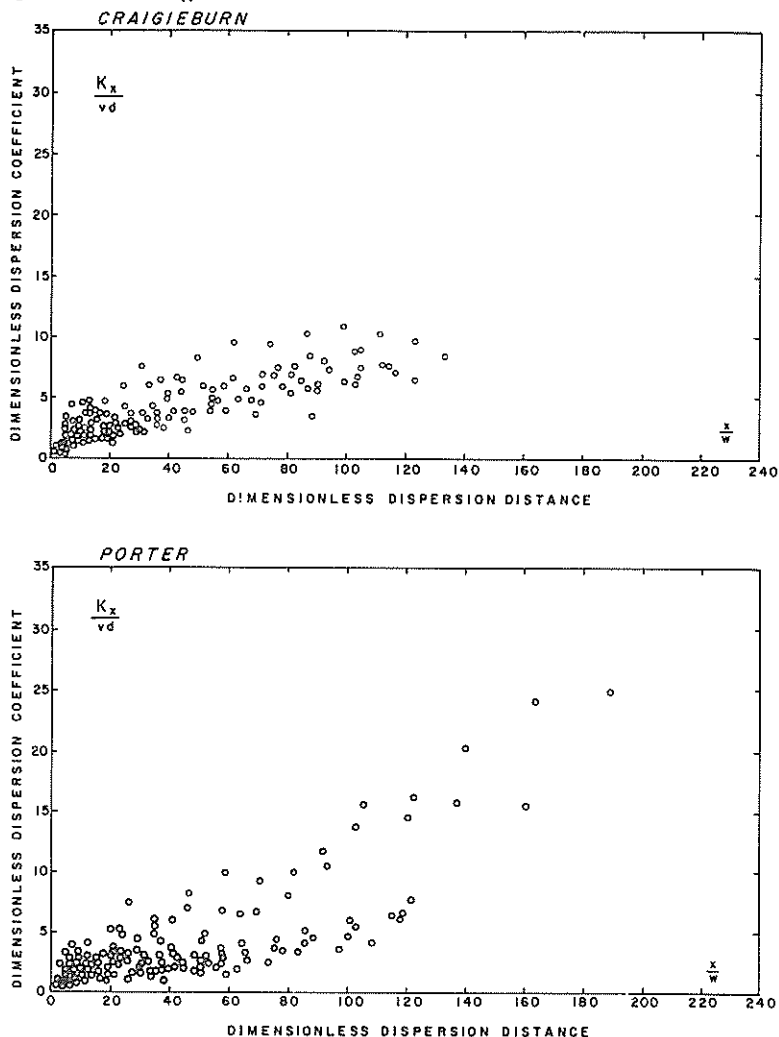 CRAIGIEBURN
35
30
25
20
15
10
5
0
DIMENSIONLESS DISPERSION COEFFICIENT
Kx
vd
x
w
0 20 40 60 80 100 120 140 160 180 200 220 240
DIMENSIONLESS DISPERSION DISTANCE
PORTER
35
30
25
20
15
10
5
0
DIMENSIONLESS DISPERSION COEFFICIENT
Kx
vd
x
w
0 20 40 60 80 100 120 140 160 180 200 220 240
DIMENSIONLESS DISPERSION DISTANCE